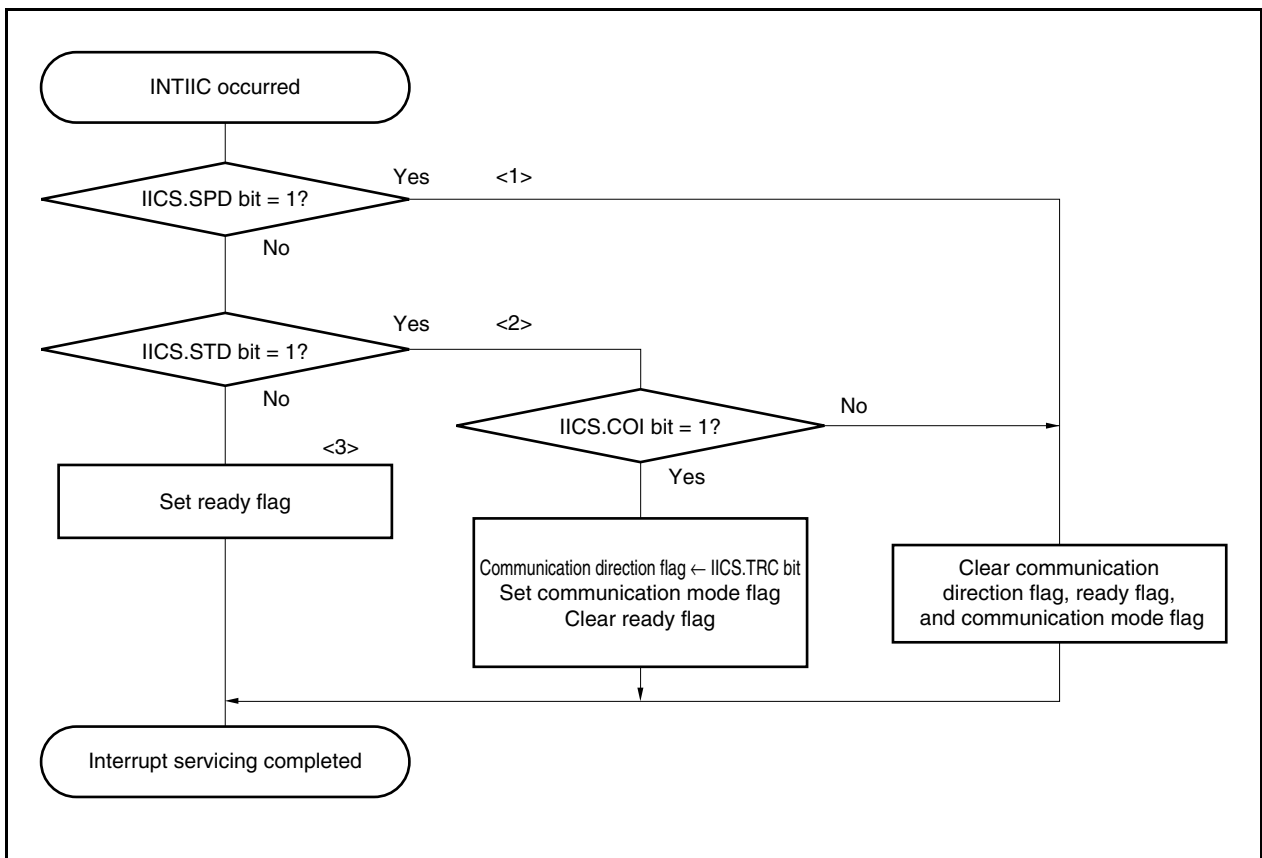 INTIIC occurred
IICS.SPD bit = 1?
Yes
<1>
No
IICS.STD bit = 1?
Yes
<2>
No
IICS.COI bit = 1?
No
Yes
<3>
Set ready flag
Communication direction flag ← IICS.TRC bit
Set communication mode flag
Clear ready flag
Clear communication
direction flag, ready flag,
and communication mode flag
Interrupt servicing completed